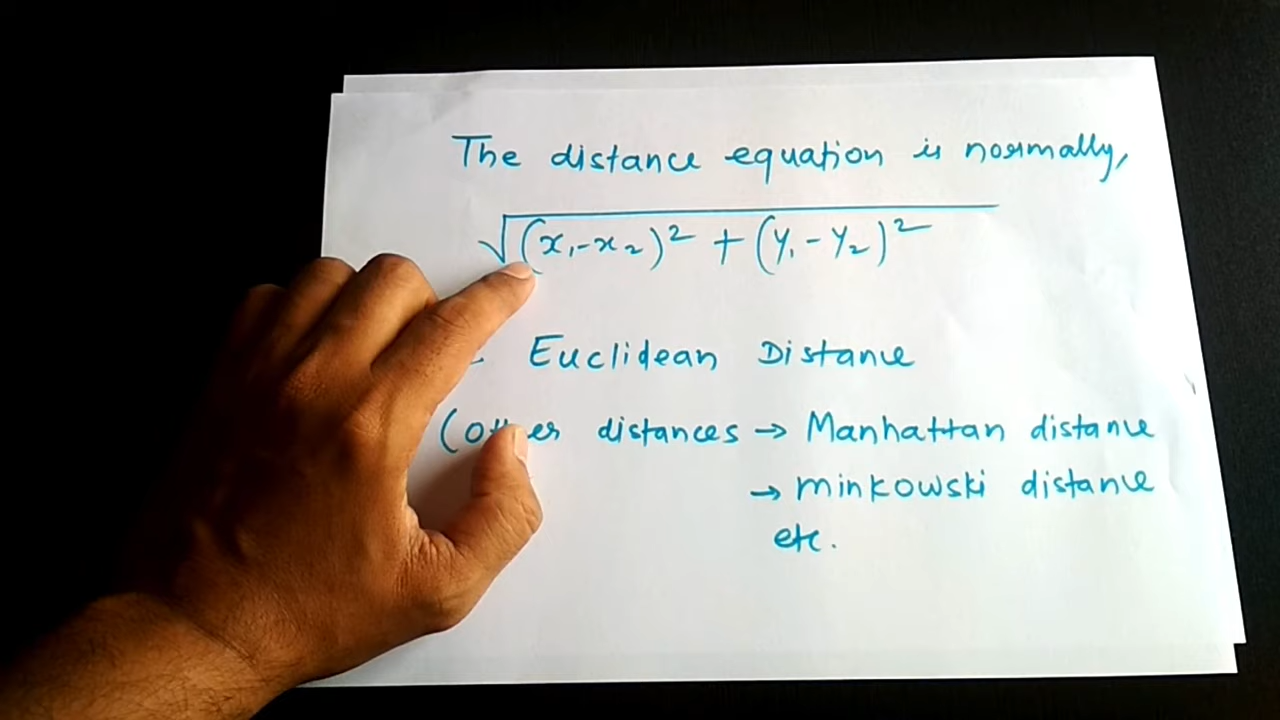 The distance equation is normally,
√(x₁-x₂)² + (y₁-y₂)²
Euclidean Distance
(other distances → Manhattan distance
→ minkowski distance
etc.